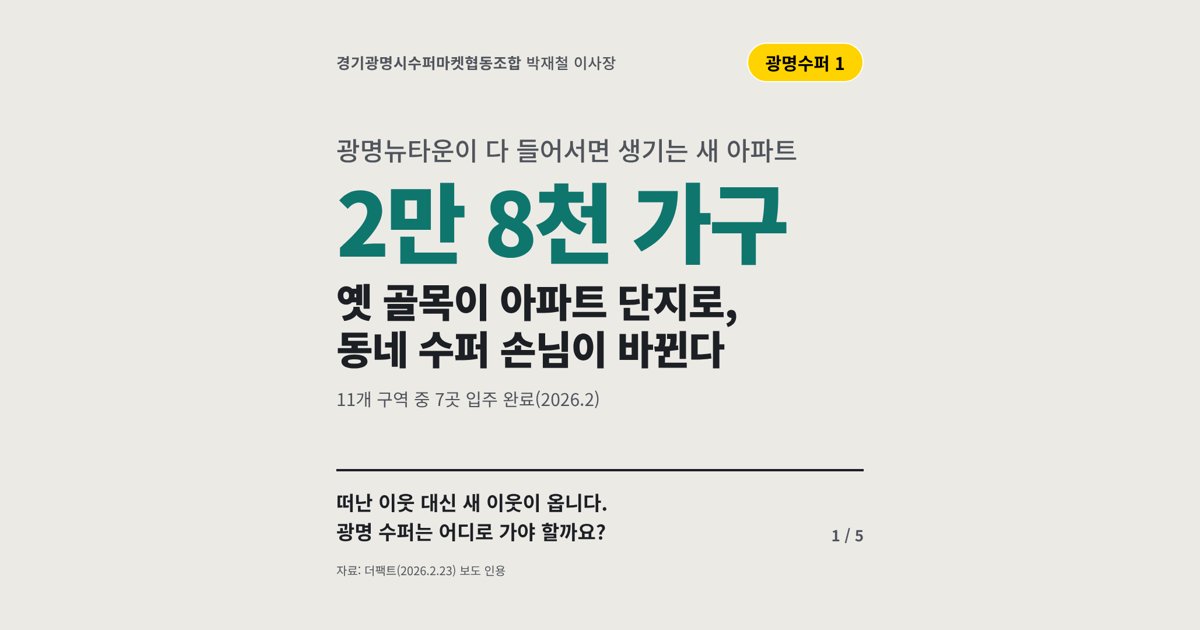 경기광명시수퍼마켓협동조합 박재철 이사장
광명수퍼 1
광명뉴타운이 다 들어서면 생기는 새 아파트
2만 8천 가구
옛 골목이 아파트 단지로,
동네 수퍼 손님이 바뀐다
11개 구역 중 7곳 입주 완료(2026.2)
떠난 이웃 대신 새 이웃이 옵니다.
광명 수퍼는 어디로 가야 할까요?
1 / 5
자료: 더팩트(2026.2.23) 보도 인용